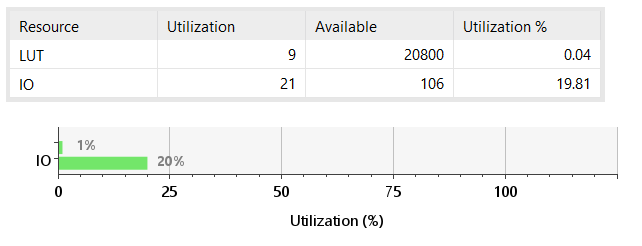 Resource Utilization Available Utilization %
LUT 9 20800 0.04
IO 21 106 19.81
1%
IO 20%
0 25 50 75 100
Utilization (%)